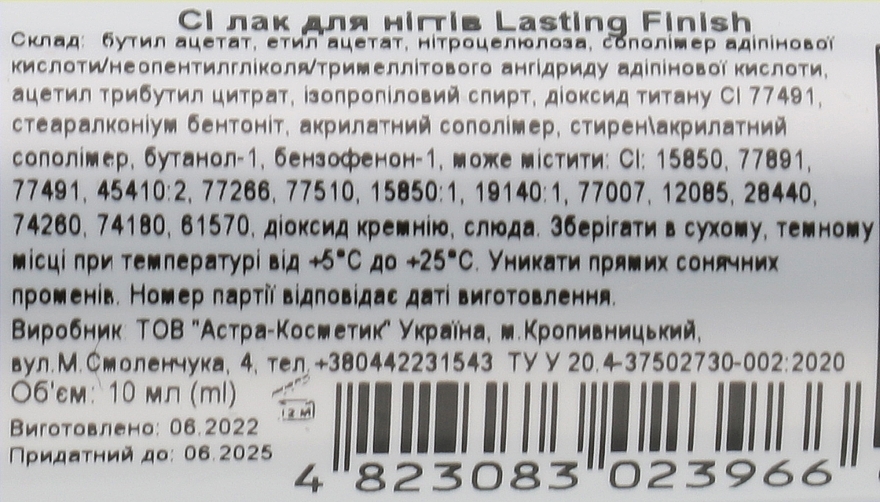 Сі лак для нігтів Lasting Finish
Склад: бутил ацетат, етил ацетат, нітроцелюлоза, сополімер адіпінової
кислоти/неопентилгліколя/тримеллітового ангідриду адіпінової кислоти,
ацетил трибутил цитрат, ізопропіловий спирт, діоксид титану CI 77491,
стеаралконіум бентоніт, акрилатний сополімер, стирен\акрилатний
сополімер, бутанол-1, бензофенон-1, може містити: CI: 15850, 77891,
77491, 45410:2, 77266, 77510, 15850:1, 19140:1, 77007, 12085, 28440,
74260, 74180, 61570, діоксид кремнію, слюда. Зберігати в сухому, темному
місці при температурі від +5°C до +25°C. Уникати прямих сонячних
променів. Номер партії відповідає даті виготовлення.
Виробник ТОВ "Астра-Косметик" Україна, м.Кропивницький,
вул.М.Смоленчука, 4, тел. +380442231543 ТУ У 20.4-37502730-002:2020
Об'єм: 10 мл (ml)
12 M
Виготовлено: 06.2022
Придатний до: 06.2025
4 823083 023966